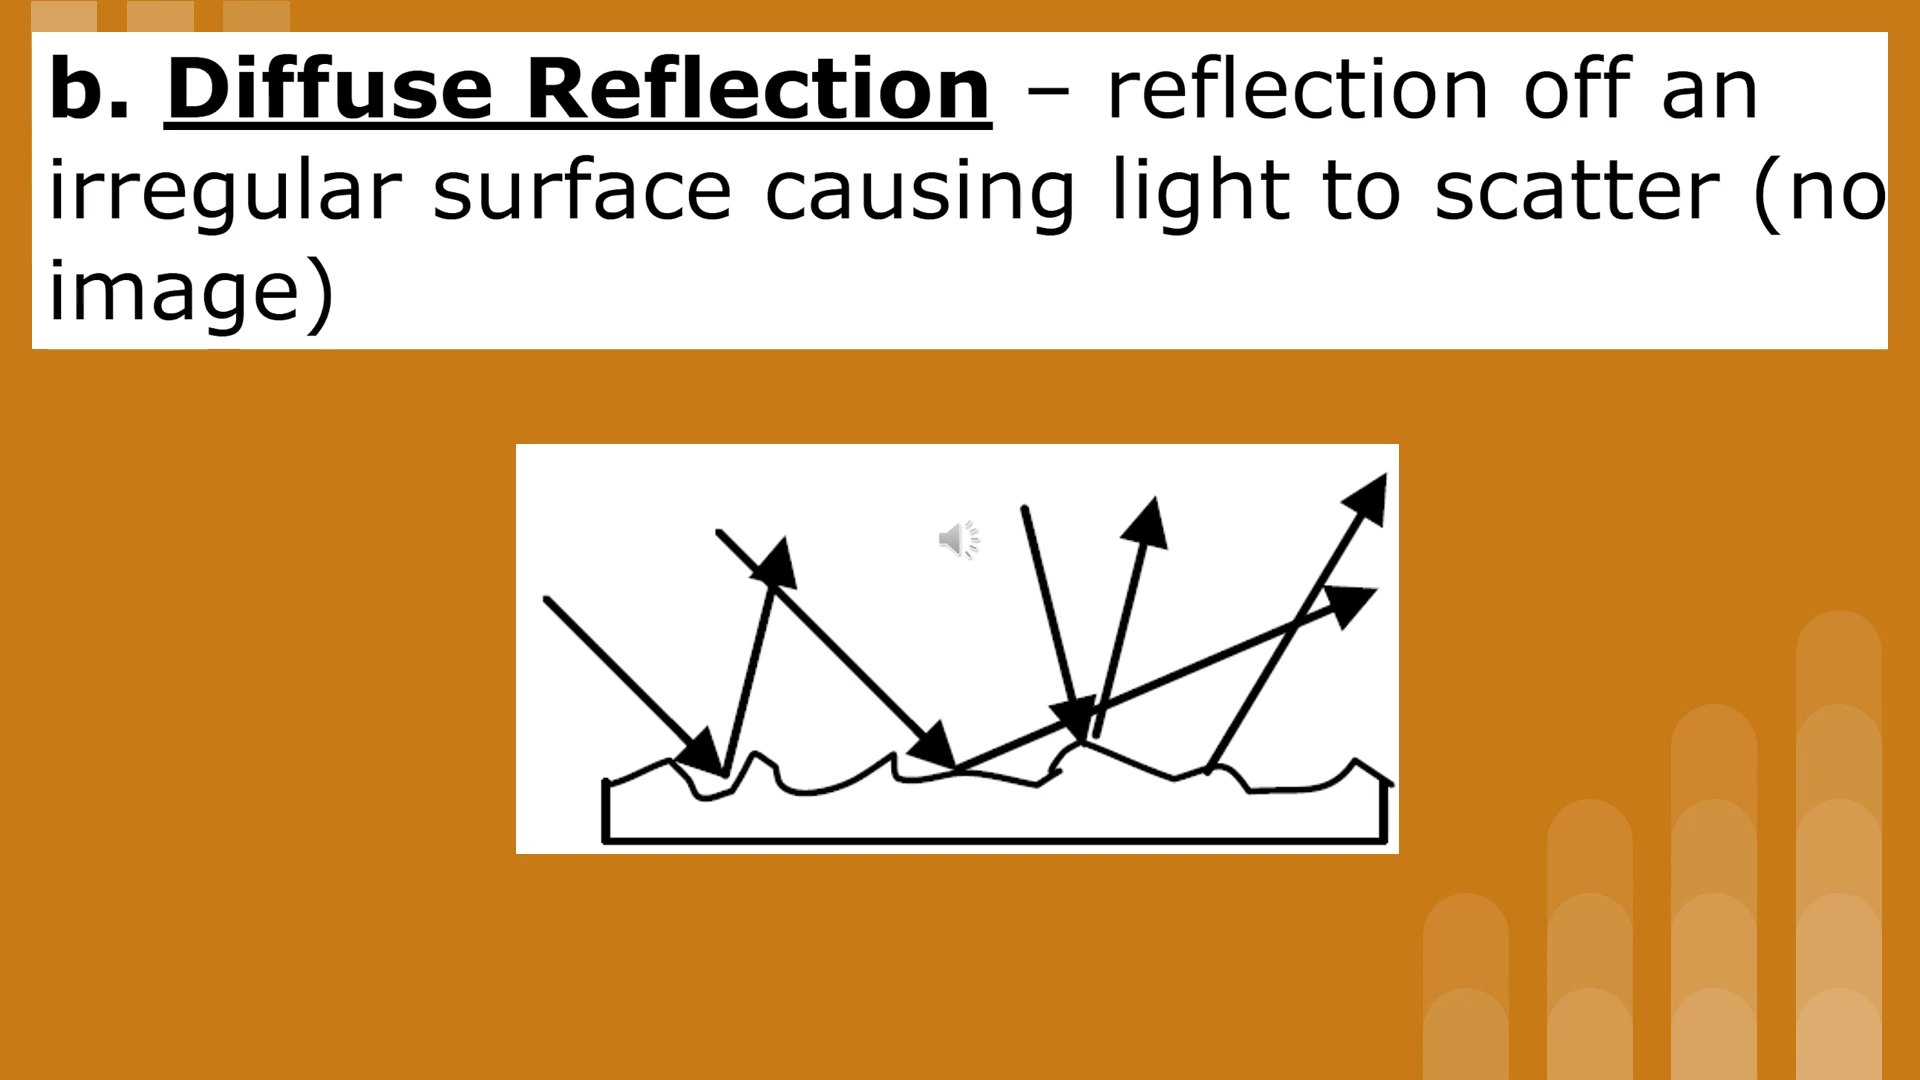 b. Diffuse Reflection – reflection off an
irregular surface causing light to scatter (no
image)